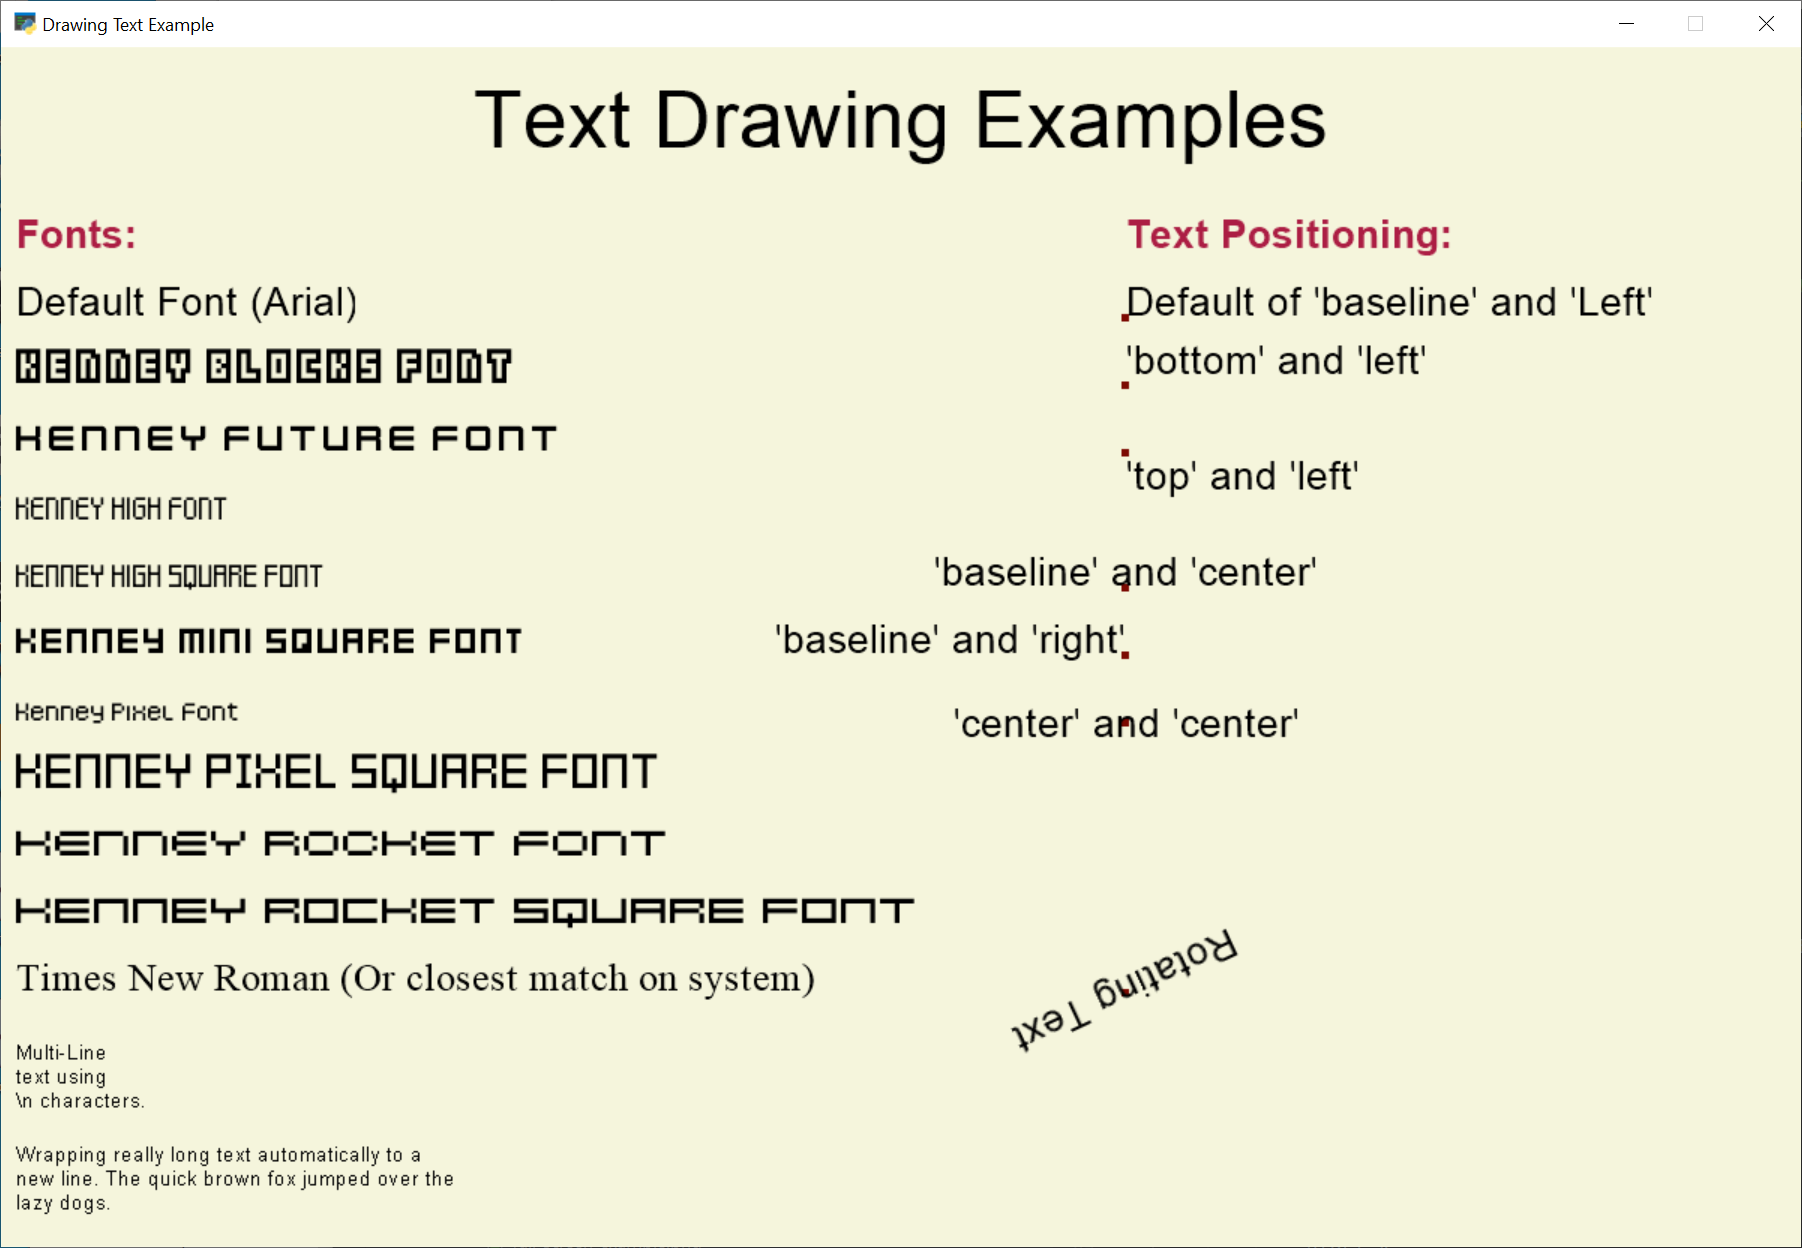 Drawing Text Example
Text Drawing Examples
Fonts:
Default Font (Arial)
KENNEY BLOCKS FONT
KENNEY FUTURE FONT
KENNEY HIGH FONT
KENNEY HIGH SQUARE FONT
KENNEY MINI SQUARE FONT
Kenney Pixel Font
KENNEY PIXEL SQUARE FONT
KENNEY ROCKET FONT
KENNEY ROCKET SQUARE FONT
Times New Roman (Or closest match on system)
Multi-Line
text using
\n characters.
Wrapping really long text automatically to a
new line. The quick brown fox jumped over the
lazy dogs.
Text Positioning:
Default of 'baseline' and 'Left'
'bottom' and 'left'
'top' and 'left'
'baseline' and 'center'
'baseline' and 'right'
'center' and 'center'
Rotating Text